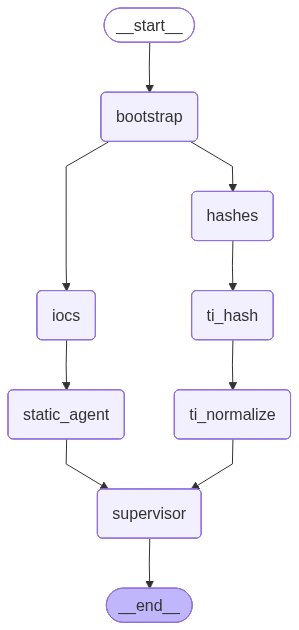 __start__
bootstrap
hashes
iocs
ti_hash
static_agent
ti_normalize
supervisor
__end__